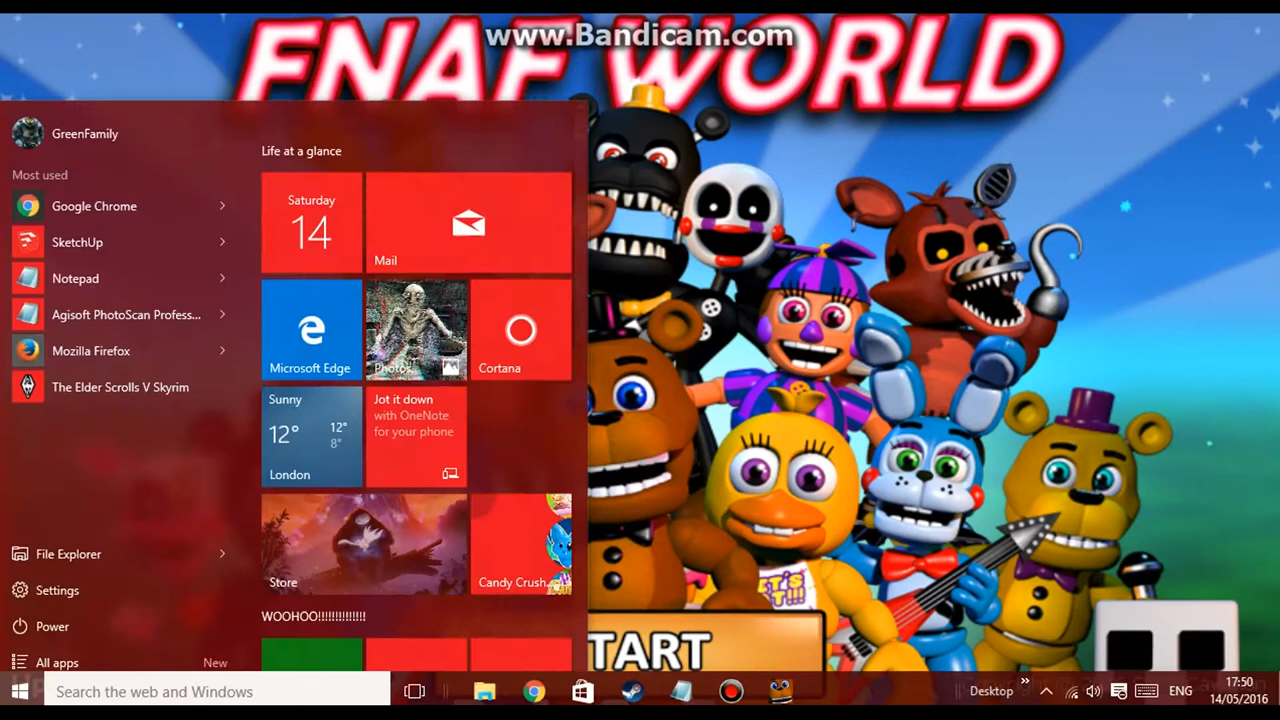 FNAF WORLD
www.Bandicam.com
GreenFamily
Most used
Google Chrome
SketchUp
Notepad
Agisoft PhotoScan Profess...
Mozilla Firefox
The Elder Scrolls V Skyrim
File Explorer
Settings
Power
All apps
New
Life at a glance
Saturday
14
Mail
Microsoft Edge
Photos
Cortana
Sunny
12°
12°
8°
London
Jot it down
with OneNote
for your phone
Store
Candy Crush...
WOOHOO!!!!!!!!!!!!!!
LET'S
TART
Search the web and Windows
Desktop
ENG
17:50
14/05/2016